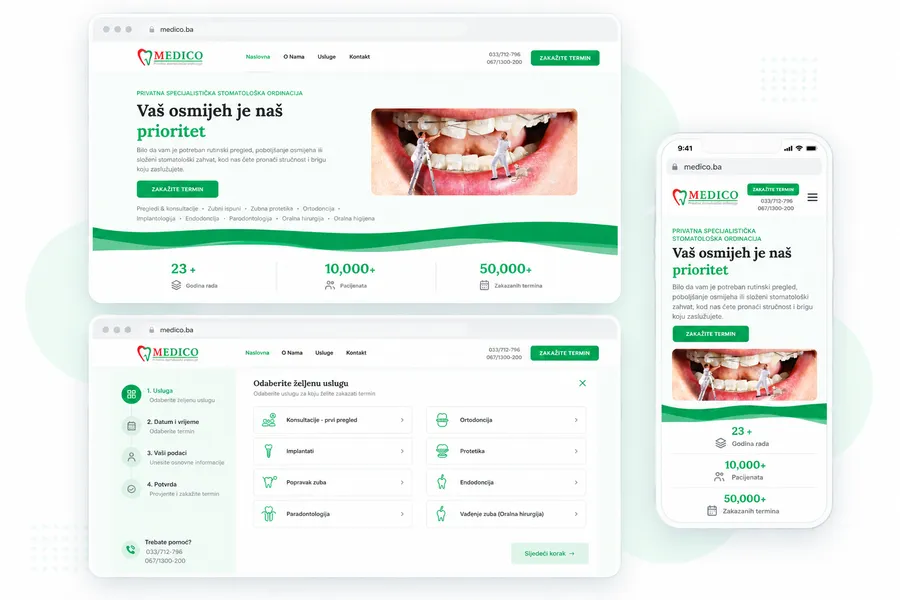 medico.ba
MEDICO
Naslovna O Nama Usluge Kontakt
033/712-796
067/1300-200
ZAKAŽITE TERMIN
PRIVATNA SPECIJALISTIČKA STOMATOLOŠKA ORDINACIJA
Vaš osmijeh je naš
prioritet
Bilo da vam je potreban rutinski pregled, poboljšanje osmijeha ili
složeni stomatološki zahvat, kod nas ćete pronaći stručnost i brigu
koju zaslužujete.
ZAKAŽITE TERMIN
Pregledi & konsultacije • Zubni ispuni • Zubna protetika • Ortodoncija •
Implantologija • Endodoncija • Parodontologija • Oralna hirurgija • Oralna higijena
23 +
Godina rada
10,000+
Pacijenata
50,000+
Zakazanih termina
medico.ba
MEDICO
Naslovna O Nama Usluge Kontakt
033/712-796
067/1300-200
ZAKAŽITE TERMIN
1. Usluga
Odaberite željenu uslugu
2. Datum i vrijeme
Odaberite termin
3. Vaši podaci
Unesite osnovne informacije
4. Potvrda
Provjerite i zakažite termin
Trebate pomoć?
033/712-796
067/1300-200
Odaberite željenu uslugu
Odaberite uslugu za koju želite zakazati termin
Konsultacije - prvi pregled
Ortodoncija
Implantati
Protetika
Popravak zuba
Endodoncija
Parodontologija
Vađenje zuba (Oralna hirurgija)
Sljedeći korak →
9:41
medico.ba
MEDICO
ZAKAŽITE TERMIN
033/712-796
067/1300-200
PRIVATNA SPECIJALISTIČKA
STOMATOLOŠKA ORDINACIJA
Vaš osmijeh je naš
prioritet
Bilo da vam je potreban rutinski pregled,
poboljšanje osmijeha ili složeni stomatološki
zahvat, kod nas ćete pronaći stručnost i brigu
koju zaslužujete.
ZAKAŽITE TERMIN
23 +
Godina rada
10,000+
Pacijenata
50,000+
Zakazanih termina